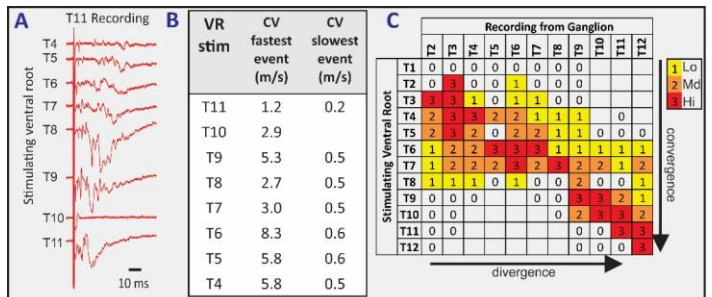 A
T11 Recording
Stimulating ventral root
T4
T5
T6
T7
T8
T9
T10
T11
10 ms
B
VR stim CV fastest event (m/s) CV slowest event (m/s)
T11 1.2 0.2
T10 2.9
T9 5.3 0.5
T8 2.7 0.5
T7 3.0 0.5
T6 8.3 0.6
T5 5.8 0.6
T4 5.8 0.5
C
Recording from Ganglion
T2 T3 T4 T5 T6 T7 T8 T9 T10 T11 T12
Stimulating Ventral Root
T1 0 0 0 0 0 0 0 0
T2 0 3 0 0 1 0 0 0
T3 3 3 1 0 1 1 0 0
T4 2 3 3 2 2 1 1 1 0
T5 2 3 2 0 2 2 1 1 0 0 0
T6 1 2 2 3 3 3 1 1 1 1 1
T7 1 2 2 2 3 2 3 2 2 1 2
T8 1 1 1 0 1 0 0 2 0 0 1
T9 0 0 3 3 2 1
T10 0 0 2 3 3 2
T11 0 0 3 3
T12 0 0 3
divergence
1 Lo
2 Md
3 Hi
convergence